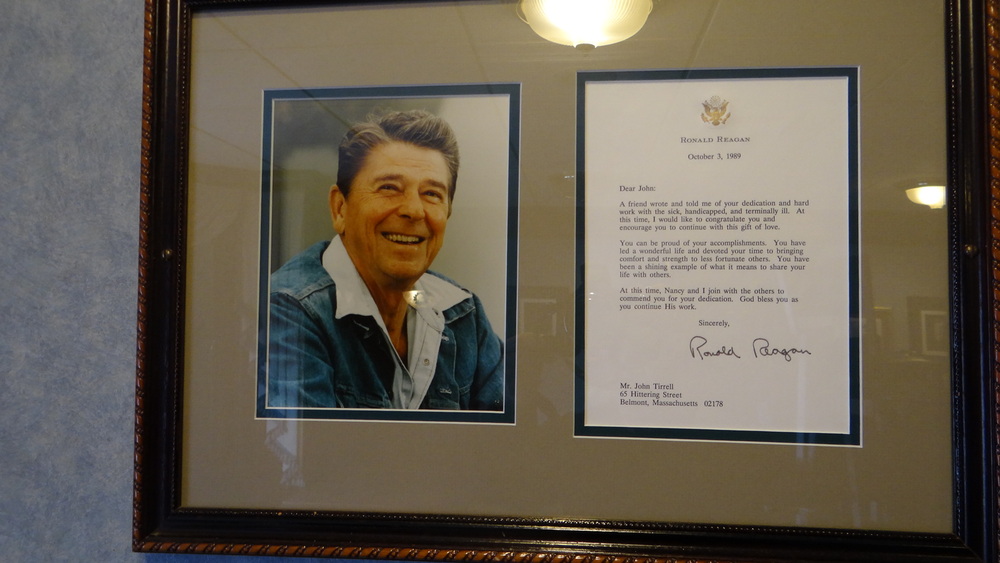 RONALD REAGAN
October 3, 1989
Dear John:
A friend wrote and told me of your dedication and hard
work with the sick, handicapped, and terminally ill. At
this time, I would like to congratulate you and
encourage you to continue with this gift of love.
You can be proud of your accomplishments. You have
led a wonderful life and devoted your time to bringing
comfort and strength to less fortunate others. You have
been a shining example of what it means to share your
life with others.
At this time, Nancy and I join with the others to
commend you for your dedication. God bless you as
you continue His work.
Sincerely,
Ronald Reagan
Mr. John Tirrell
65 Hittering Street
Belmont, Massachusetts 02178